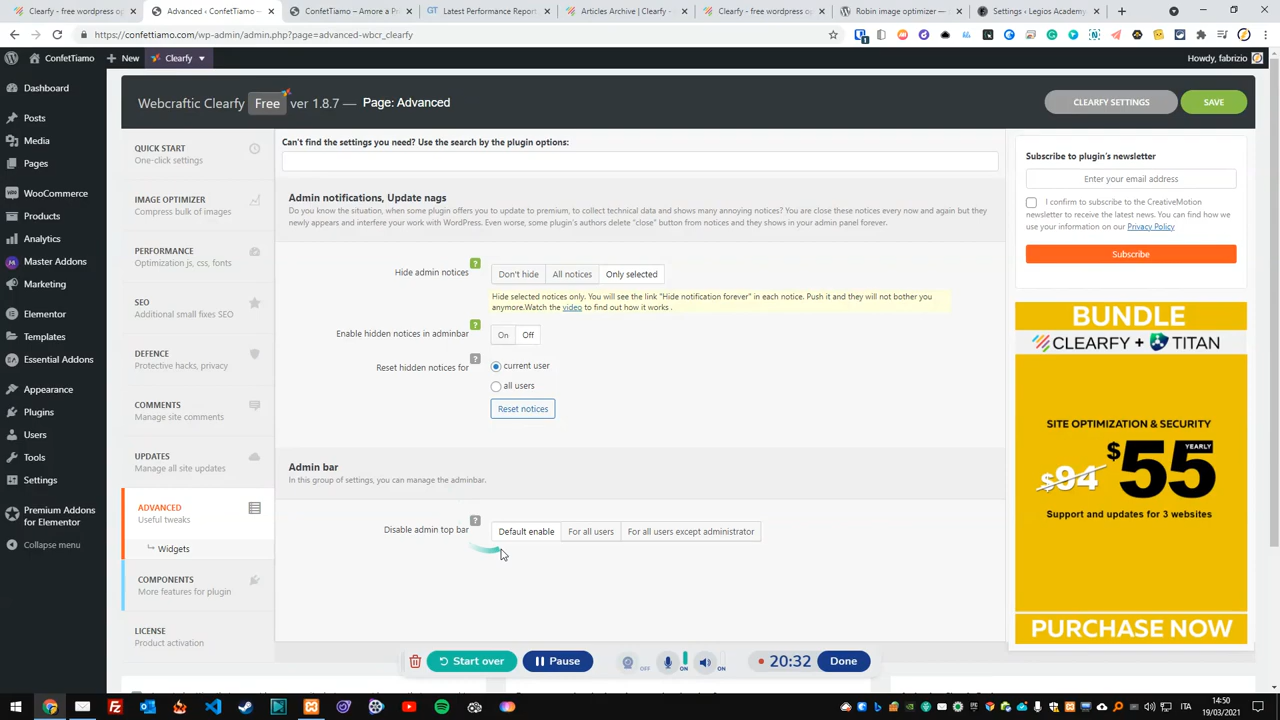 Clearfy - free wordpress op
Advanced ‹ ConfetTiamo —
ConfetTiamo – Amore a Pr
Latest Performance Report
Articles Archive | Clearfy -
Clearfy - free wordpress op
Robin image optimizer —
Settings ‹ Legios Academy
confettiamo.com/wp-admin/admin.php?page=advanced-wbcr_clearfy
ConfetTiamo
New
Clearfy
Howdy, fabrizio
Dashboard
Posts
Media
Pages
WooCommerce
Products
Analytics
Master Addons
Marketing
Elementor
Templates
Essential Addons
Appearance
Plugins
Users
Tools
Settings
Premium Addons
for Elementor
Collapse menu
Webcraftic Clearfy Free ver 1.8.7 — Page: Advanced
CLEARFY SETTINGS
SAVE
QUICK START
One-click settings
IMAGE OPTIMIZER
Compress bulk of images
PERFORMANCE
Optimization js, css, fonts
SEO
Additional small fixes SEO
DEFENCE
Protective hacks, privacy
COMMENTS
Manage site comments
UPDATES
Manage all site updates
ADVANCED
Useful tweaks
Widgets
COMPONENTS
More features for plugin
LICENSE
Product activation
Can't find the settings you need? Use the search by the plugin options:
Admin notifications, Update nags
Do you know the situation, when some plugin offers you to update to premium, to collect technical data and shows many annoying notices? You are close these notices every now and again but they
newly appears and interfere your work with WordPress. Even worse, some plugin's authors delete "close" button from notices and they shows in your admin panel forever.
Hide admin notices ?
Don't hide All notices Only selected
Hide selected notices only. You will see the link "Hide notification forever" in each notice. Push it and they will not bother you
anymore.Watch the video to find out how it works .
Enable hidden notices in adminbar ?
On Off
Reset hidden notices for ?
current user
all users
Reset notices
Admin bar
In this group of settings, you can manage the adminbar.
Disable admin top bar ?
Default enable For all users For all users except administrator
Subscribe to plugin's newsletter
Enter your email address
I confirm to subscribe to the CreativeMotion
newsletter to receive the latest news. You can find how we
use your information on our Privacy Policy
Subscribe
BUNDLE
CLEARFY + TITAN
SITE OPTIMIZATION & SECURITY
$94 $55 YEARLY
Support and updates for 3 websites
PURCHASE NOW
Start over
Pause
OFF
ON
ON
20:32
Done
ITA
14:50
19/03/2021